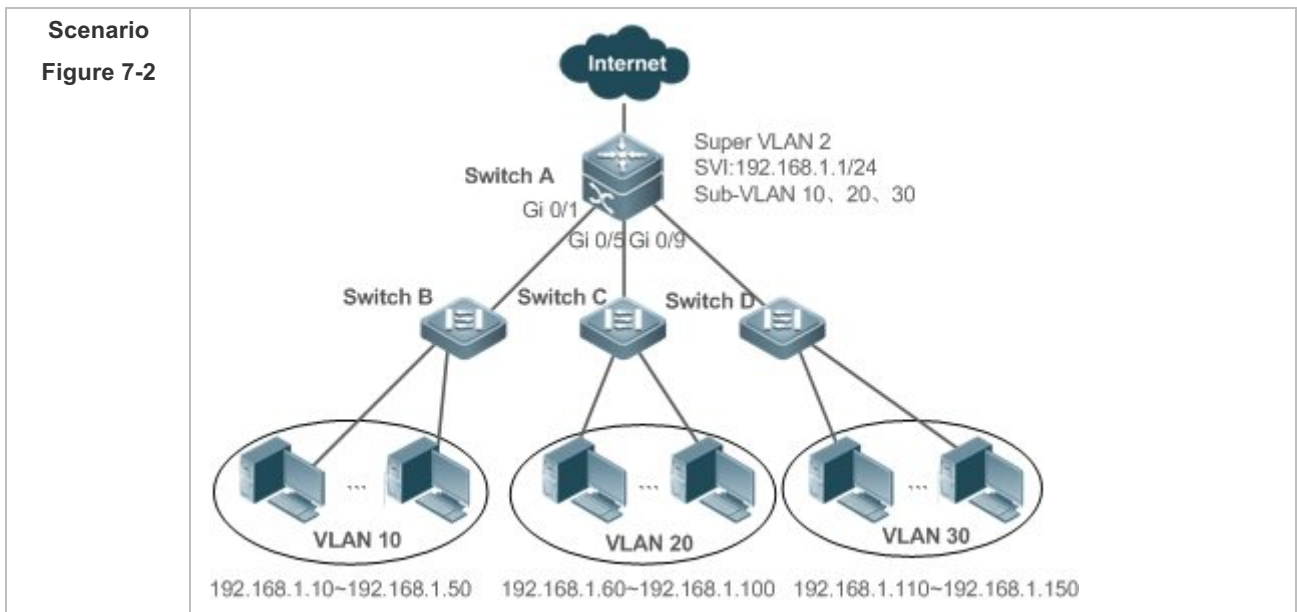 Scenario
Figure 7-2
Internet
Super VLAN 2
SVI:192.168.1.1/24
Sub-VLAN 10、20、30
Switch A
Gi 0/1
Gi 0/5 Gi 0/9
Switch B
Switch C
Switch D
...
...
...
VLAN 10
VLAN 20
VLAN 30
192.168.1.10~192.168.1.50
192.168.1.60~192.168.1.100
192.168.1.110~192.168.1.150